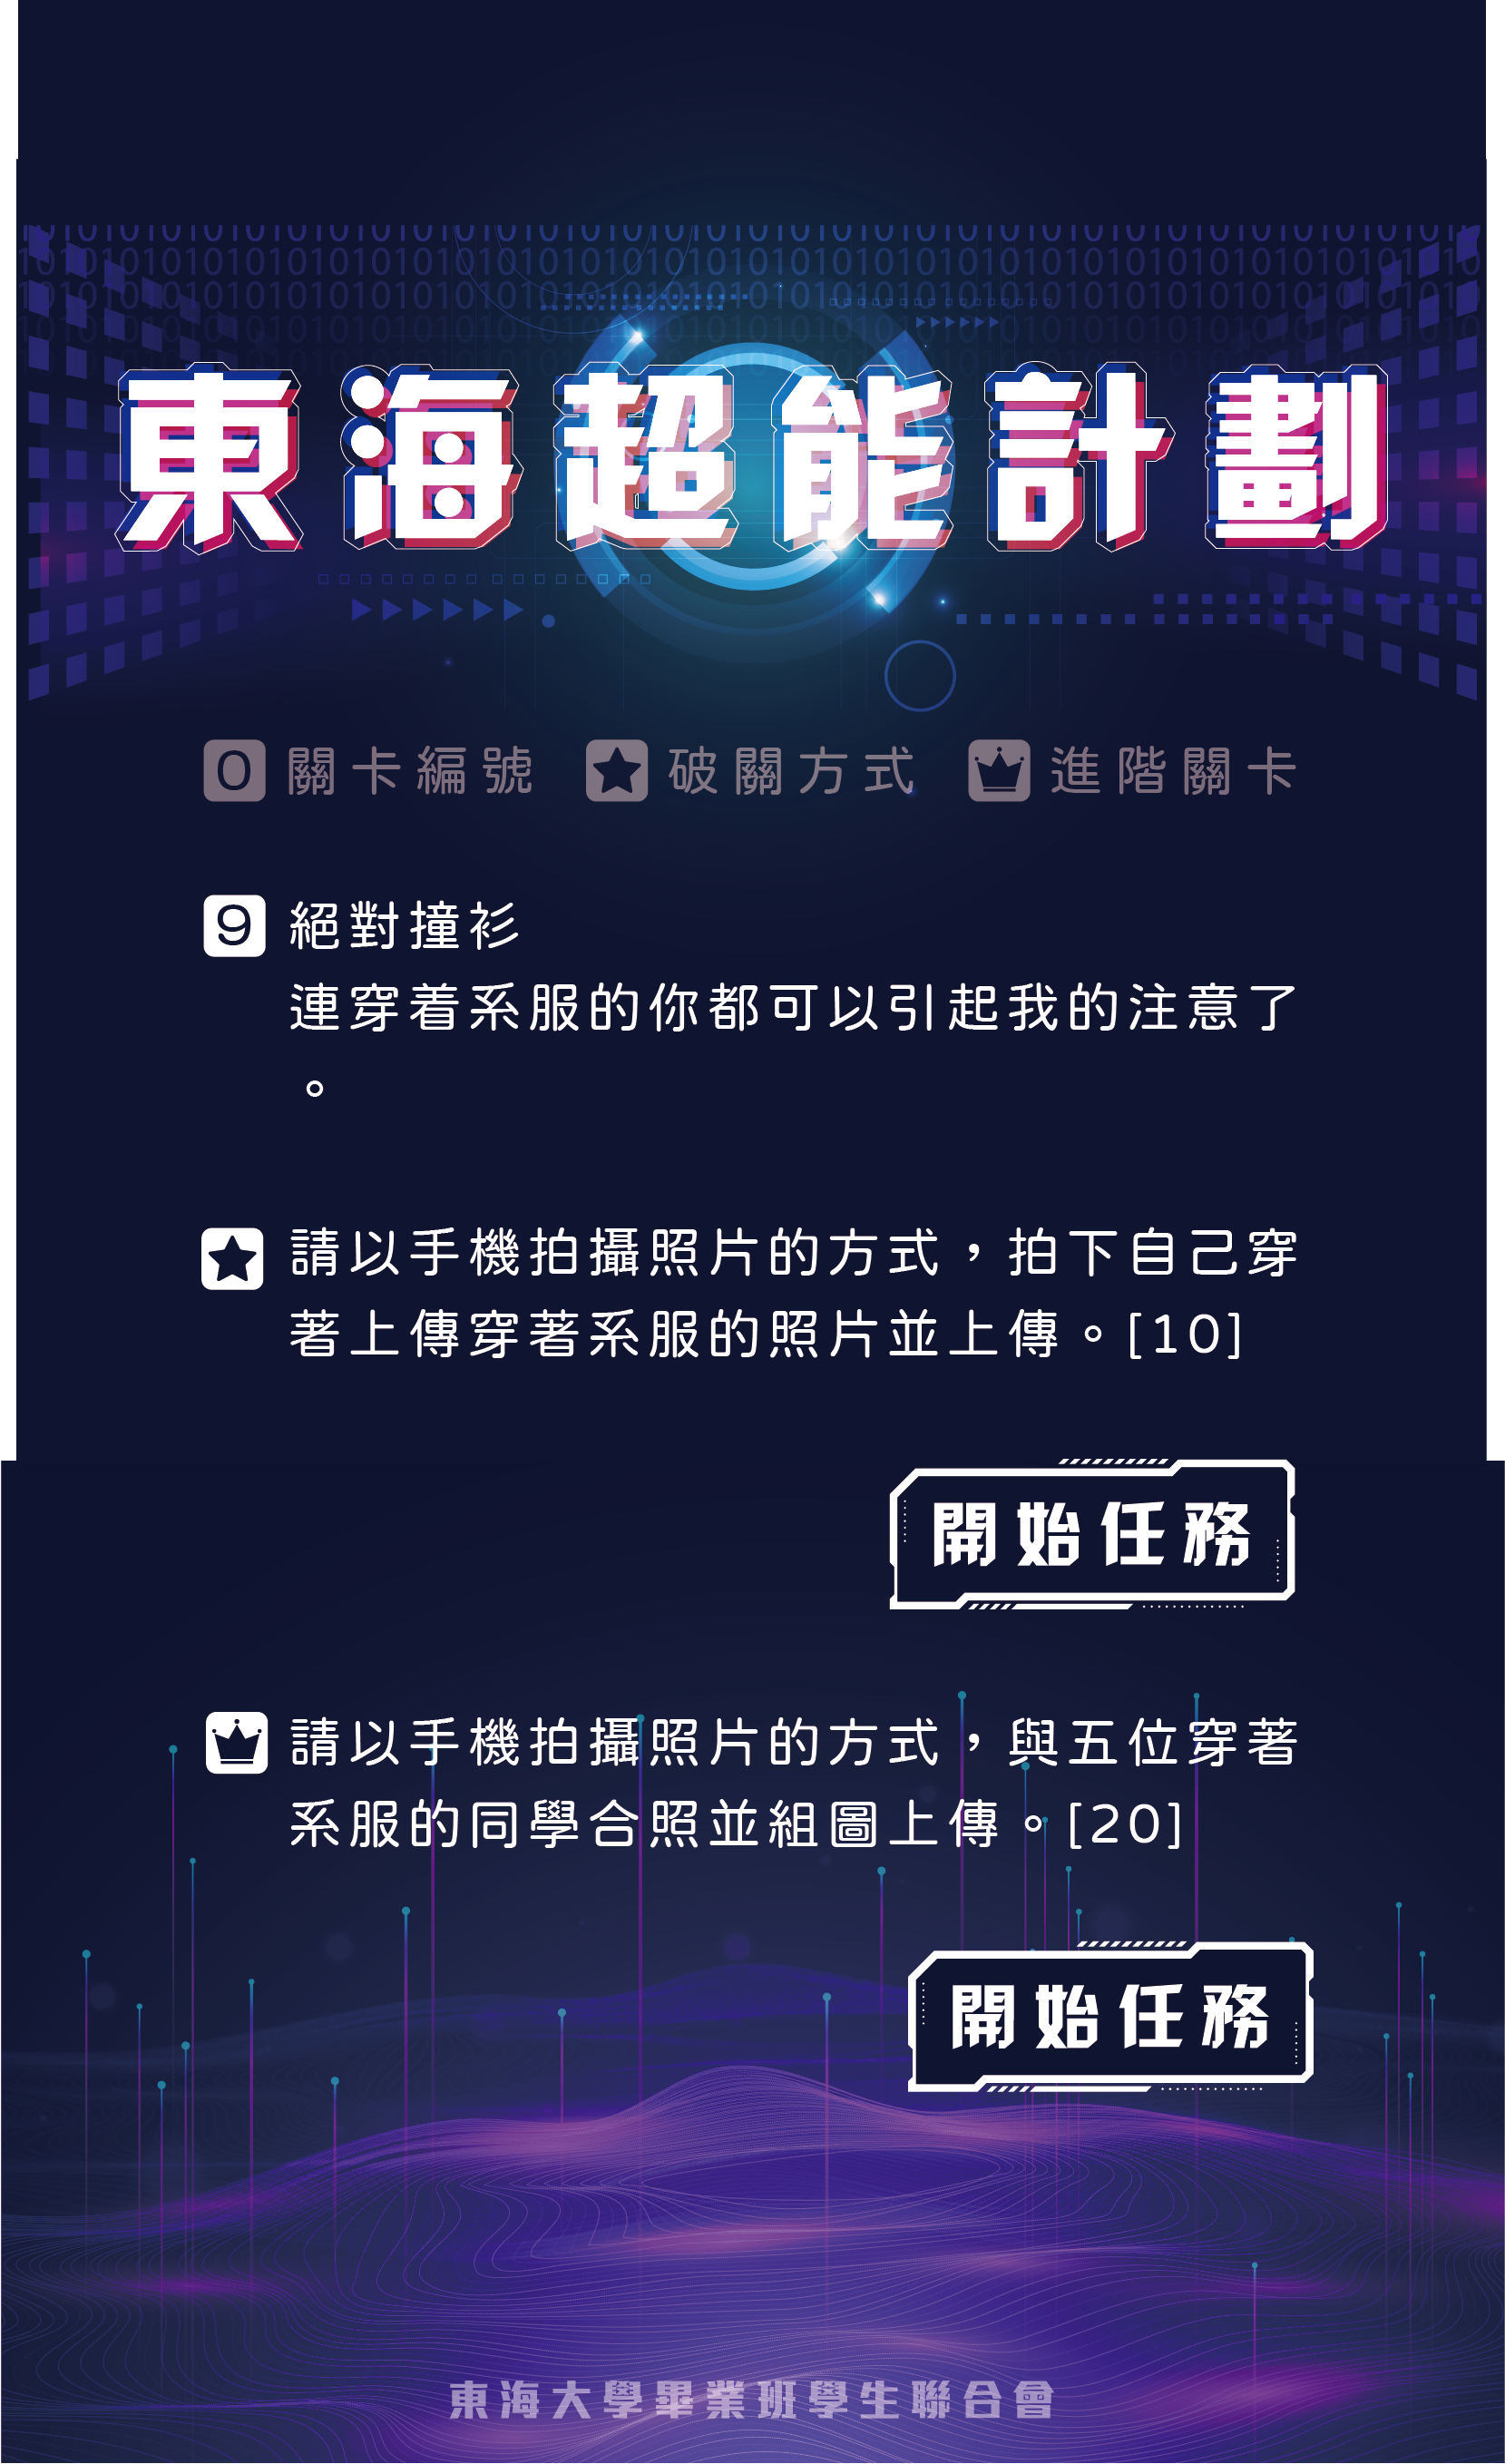 1010101010101010101010101010101010101010101010101010101010101
東海超能計劃
0 關卡編號 破關方式 進階關卡
9 絕對撞衫
連穿着系服的你都可以引起我的注意了
。
請以手機拍攝照片的方式，拍下自己穿
著上傳穿著系服的照片並上傳。[10]
開始任務
請以手機拍攝照片的方式，與五位穿著
系服的同學合照並組圖上傳。[20]
開始任務
東海大學畢業班學生聯合會